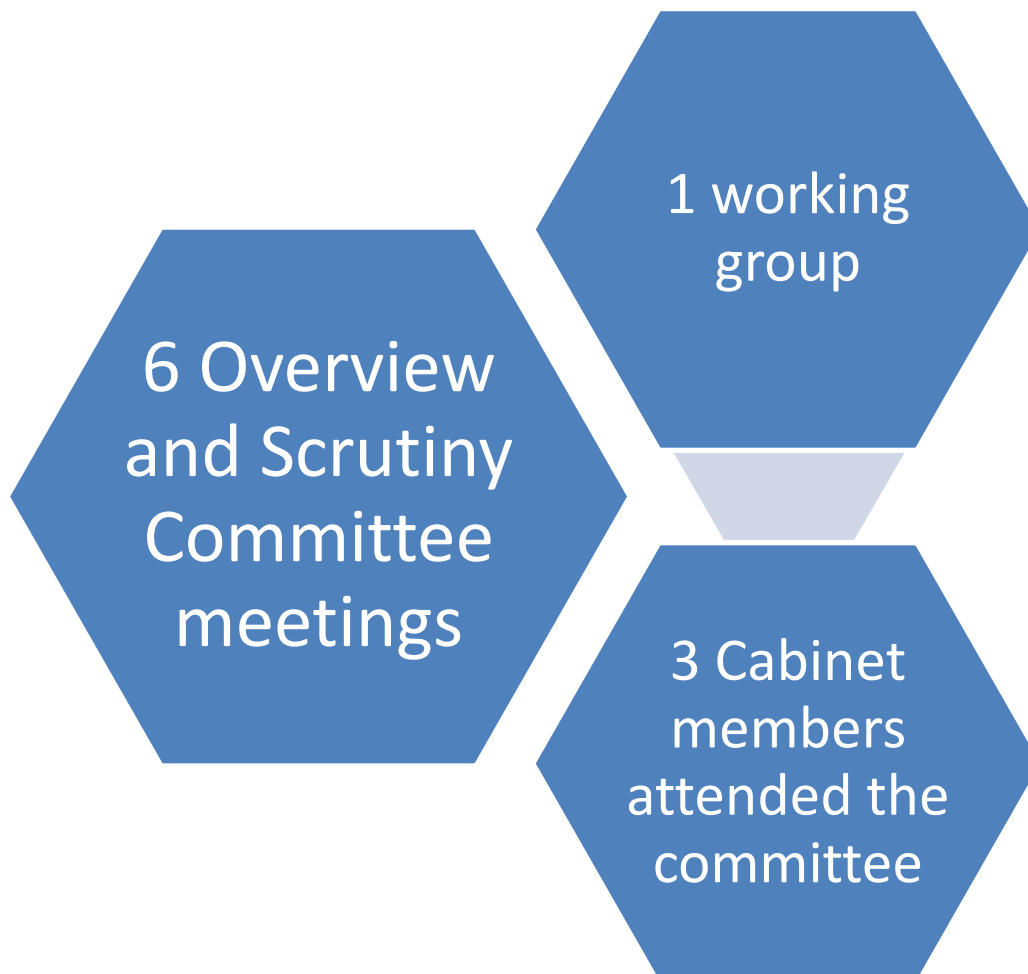 6 Overview
and Scrutiny
Committee
meetings
1 working
group
3 Cabinet
members
attended the
committee